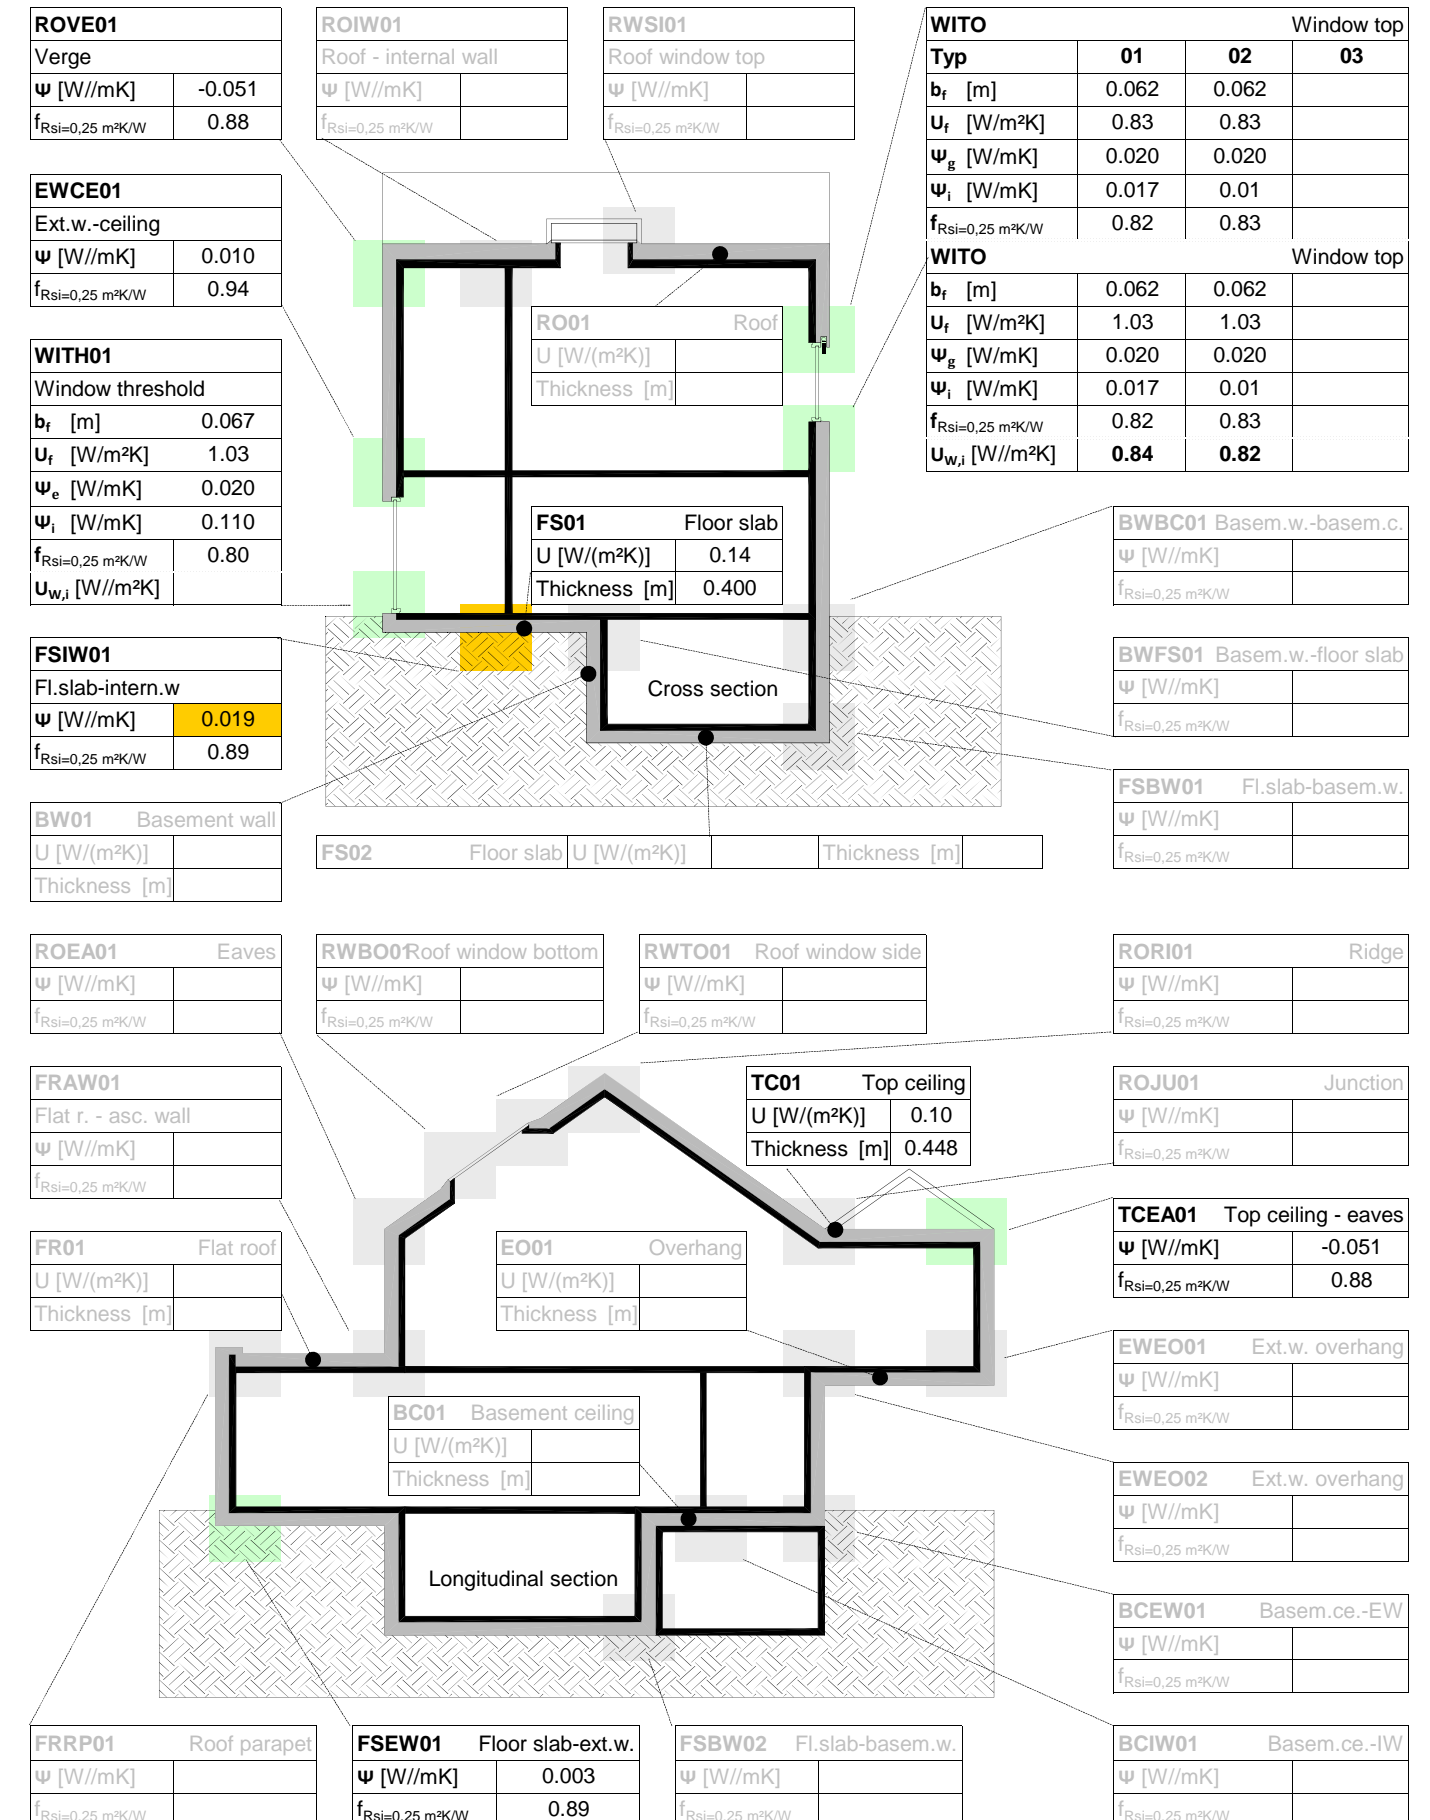 ROVE01
Verge
Ψ [W//mK] -0.051
fRsi=0,25 m²K/W 0.88
ROIW01
Roof - internal wall
Ψ [W//mK]
fRsi=0,25 m²K/W
RWSI01
Roof window top
Ψ [W//mK]
fRsi=0,25 m²K/W
WITO Window top
Typ 01 02 03
bf [m] 0.062 0.062
Uf [W/m²K] 0.83 0.83
Ψg [W/mK] 0.020 0.020
Ψi [W/mK] 0.017 0.01
fRsi=0,25 m²K/W 0.82 0.83
WITO Window top
bf [m] 0.062 0.062
Uf [W/m²K] 1.03 1.03
Ψg [W/mK] 0.020 0.020
Ψi [W/mK] 0.017 0.01
fRsi=0,25 m²K/W 0.82 0.83
UW,i [W//m²K] 0.84 0.82
EWCE01
Ext.w.-ceiling
Ψ [W//mK] 0.010
fRsi=0,25 m²K/W 0.94
WITH01
Window threshold
bf [m] 0.067
Uf [W/m²K] 1.03
Ψe [W/mK] 0.020
Ψi [W/mK] 0.110
fRsi=0,25 m²K/W 0.80
UW,i [W//m²K]
RO01 Roof
U [W/(m²K)]
Thickness [m]
FS01 Floor slab
U [W/(m²K)] 0.14
Thickness [m] 0.400
BWBC01 Basem.w.-basem.c.
Ψ [W//mK]
fRsi=0,25 m²K/W
FSIW01
Fl.slab-intern.w
Ψ [W//mK] 0.019
fRsi=0,25 m²K/W 0.89
Cross section
BWFS01 Basem.w.-floor slab
Ψ [W//mK]
fRsi=0,25 m²K/W
FSBW01 Fl.slab-basem.w.
Ψ [W//mK]
fRsi=0,25 m²K/W
BW01 Basement wall
U [W/(m²K)]
Thickness [m]
FS02 Floor slab U [W/(m²K)] Thickness [m]
ROEA01 Eaves
Ψ [W//mK]
fRsi=0,25 m²K/W
RWBO01 Roof window bottom
Ψ [W//mK]
fRsi=0,25 m²K/W
RWTO01 Roof window side
Ψ [W//mK]
fRsi=0,25 m²K/W
RORI01 Ridge
Ψ [W//mK]
fRsi=0,25 m²K/W
FRAW01
Flat r. - asc. wall
Ψ [W//mK]
fRsi=0,25 m²K/W
TC01 Top ceiling
U [W/(m²K)] 0.10
Thickness [m] 0.448
ROJU01 Junction
Ψ [W//mK]
fRsi=0,25 m²K/W
TCEA01 Top ceiling - eaves
Ψ [W//mK] -0.051
fRsi=0,25 m²K/W 0.88
FR01 Flat roof
U [W/(m²K)]
Thickness [m]
EO01 Overhang
U [W/(m²K)]
Thickness [m]
EWEO01 Ext.w. overhang
Ψ [W//mK]
fRsi=0,25 m²K/W
BC01 Basement ceiling
U [W/(m²K)]
Thickness [m]
EWEO02 Ext.w. overhang
Ψ [W//mK]
fRsi=0,25 m²K/W
Longitudinal section
BCEW01 Basem.ce.-EW
Ψ [W//mK]
fRsi=0,25 m²K/W
FRRP01 Roof parapet
Ψ [W//mK]
fRsi=0,25 m²K/W
FSEW01 Floor slab-ext.w.
Ψ [W//mK] 0.003
fRsi=0,25 m²K/W 0.89
FSBW02 Fl.slab-basem.w.
Ψ [W//mK]
fRsi=0,25 m²K/W
BCIW01 Basem.ce.-IW
Ψ [W//mK]
fRsi=0,25 m²K/W